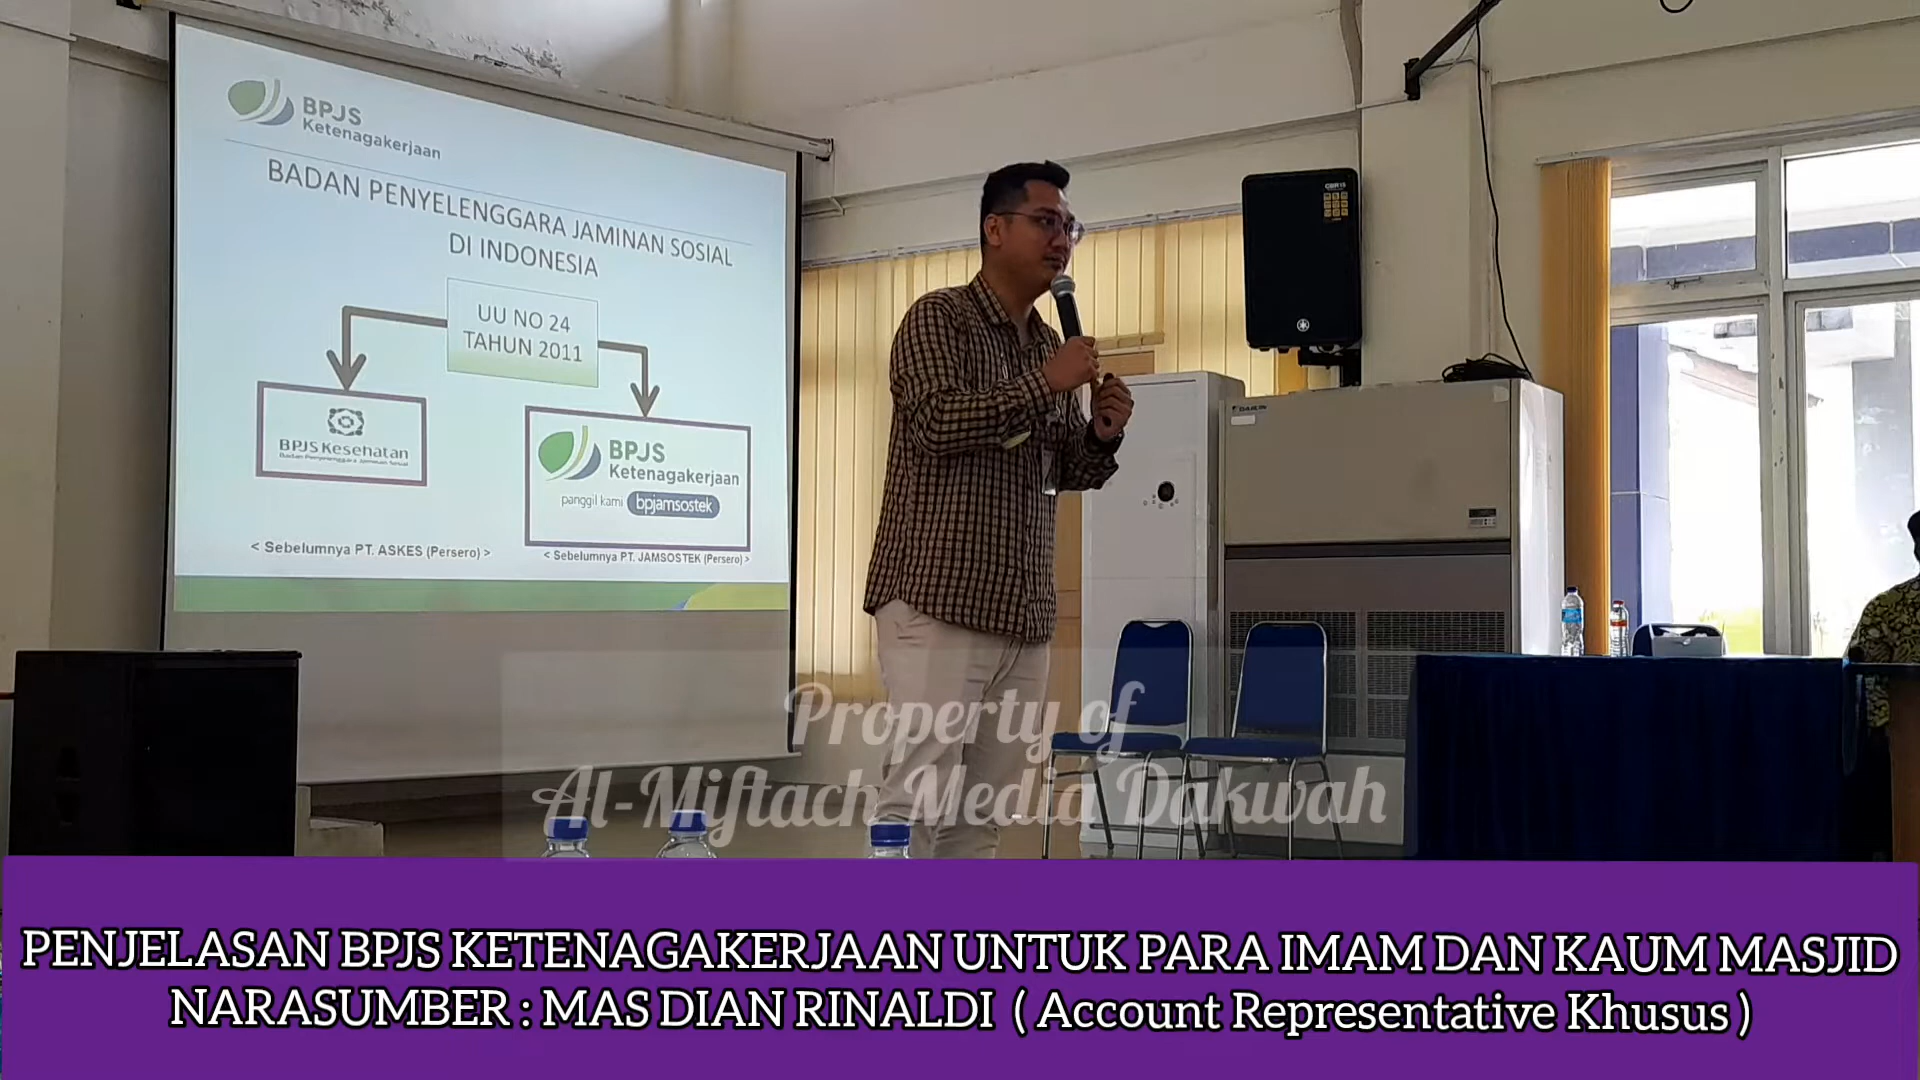 BPJS
Ketenagakerjaan
BADAN PENYELENGGARA JAMINAN SOSIAL
DI INDONESIA
UU NO 24
TAHUN 2011
BPJS Kesehatan
Badan Penyelenggara Jaminan Sosial
BPJS
Ketenagakerjaan
panggil kami bpjamsostek
< Sebelumnya PT. ASKES (Persero) >
< Sebelumnya PT. JAMSOSTEK (Persero) >
DAIKIN
Property of
Al-Miftach Media Dakwah
PENJELASAN BPJS KETENAGAKERJAAN UNTUK PARA IMAM DAN KAUM MASJID
NARASUMBER : MAS DIAN RINALDI ( Account Representative Khusus )